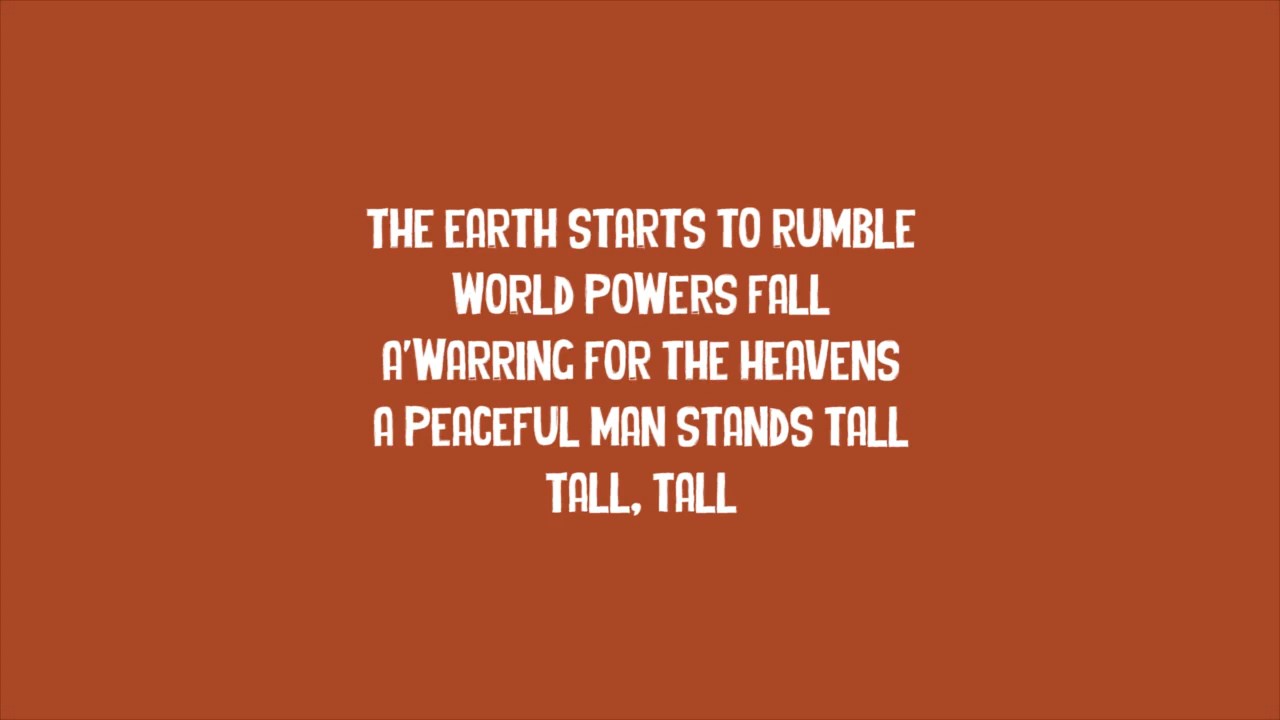 THE EARTH STARTS TO RUMBLE
WORLD POWERS FALL
A'WARRING FOR THE HEAVENS
A PEACEFUL MAN STANDS TALL
TALL, TALL